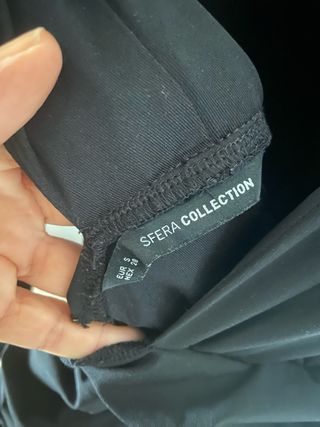 SFERA COLLECTION
EUR S
MEX 28